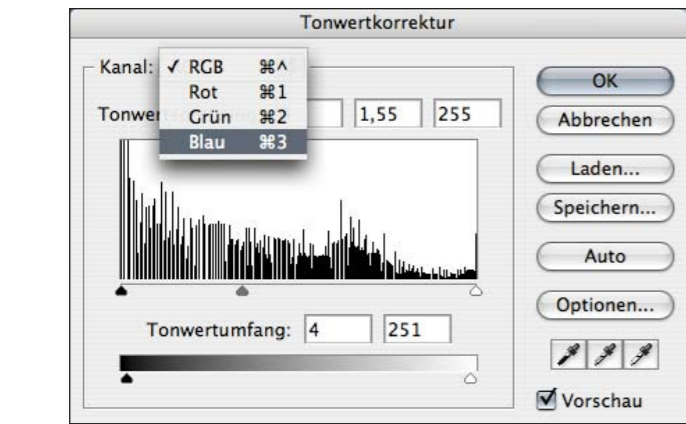 Tonwertkorrektur
Kanal: ✓ RGB ⌘^
Rot ⌘1
Grün ⌘2
Blau ⌘3
1,55 255
Tonwertumfang: 4 251
OK
Abbrechen
Laden...
Speichern...
Auto
Optionen...
Vorschau